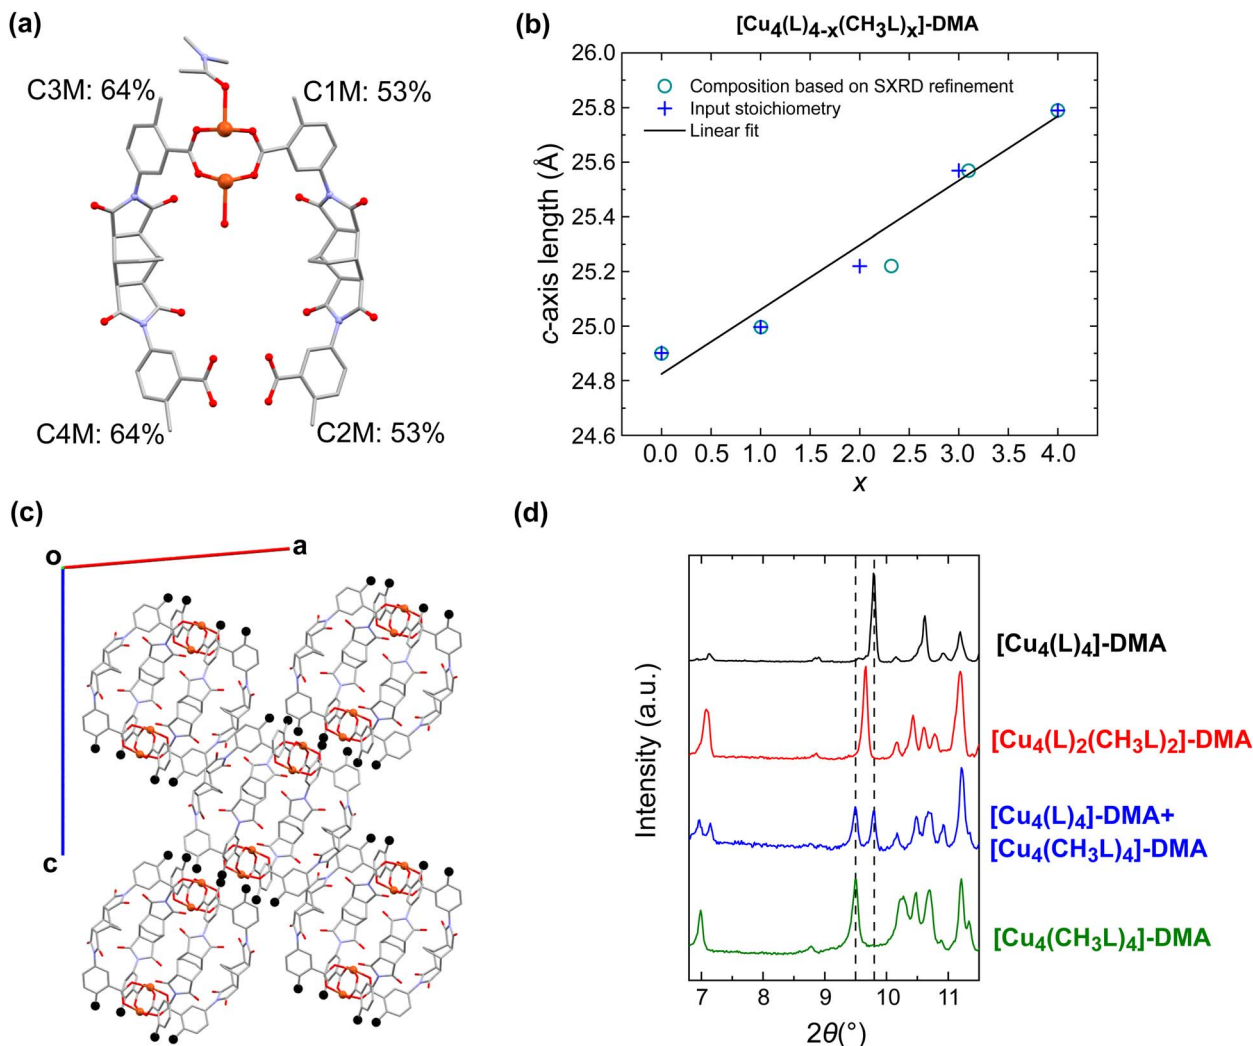 (a)
C3M: 64%
C1M: 53%
C4M: 64%
C2M: 53%
(b)
[Cu4(L)4-x(CH3L)x]-DMA
Composition based on SXRD refinement
Input stoichiometry
Linear fit
c-axis length (Å)
26.0
25.8
25.6
25.4
25.2
25.0
24.8
24.6
0.0 0.5 1.0 1.5 2.0 2.5 3.0 3.5 4.0
x
(c)
o
a
c
(d)
Intensity (a.u.)
[Cu4(L)4]-DMA
[Cu4(L)2(CH3L)2]-DMA
[Cu4(L)4]-DMA+
[Cu4(CH3L)4]-DMA
[Cu4(CH3L)4]-DMA
7 8 9 10 11
2θ(°)